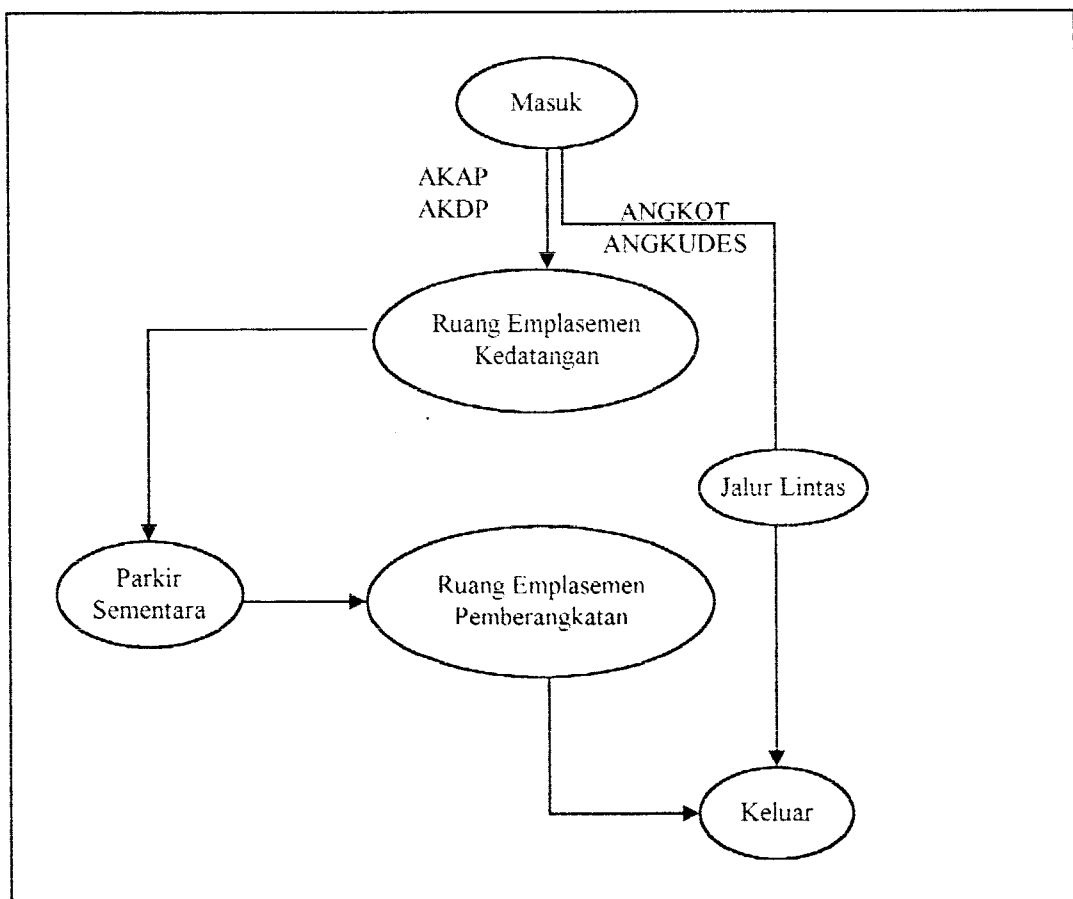 Masuk
AKAP
AKDP
ANGKOT
ANGKUDES
Ruang Emplasemen
Kedatangan
Jalur Lintas
Parkir
Sementara
Ruang Emplasemen
Pemberangkatan
Keluar